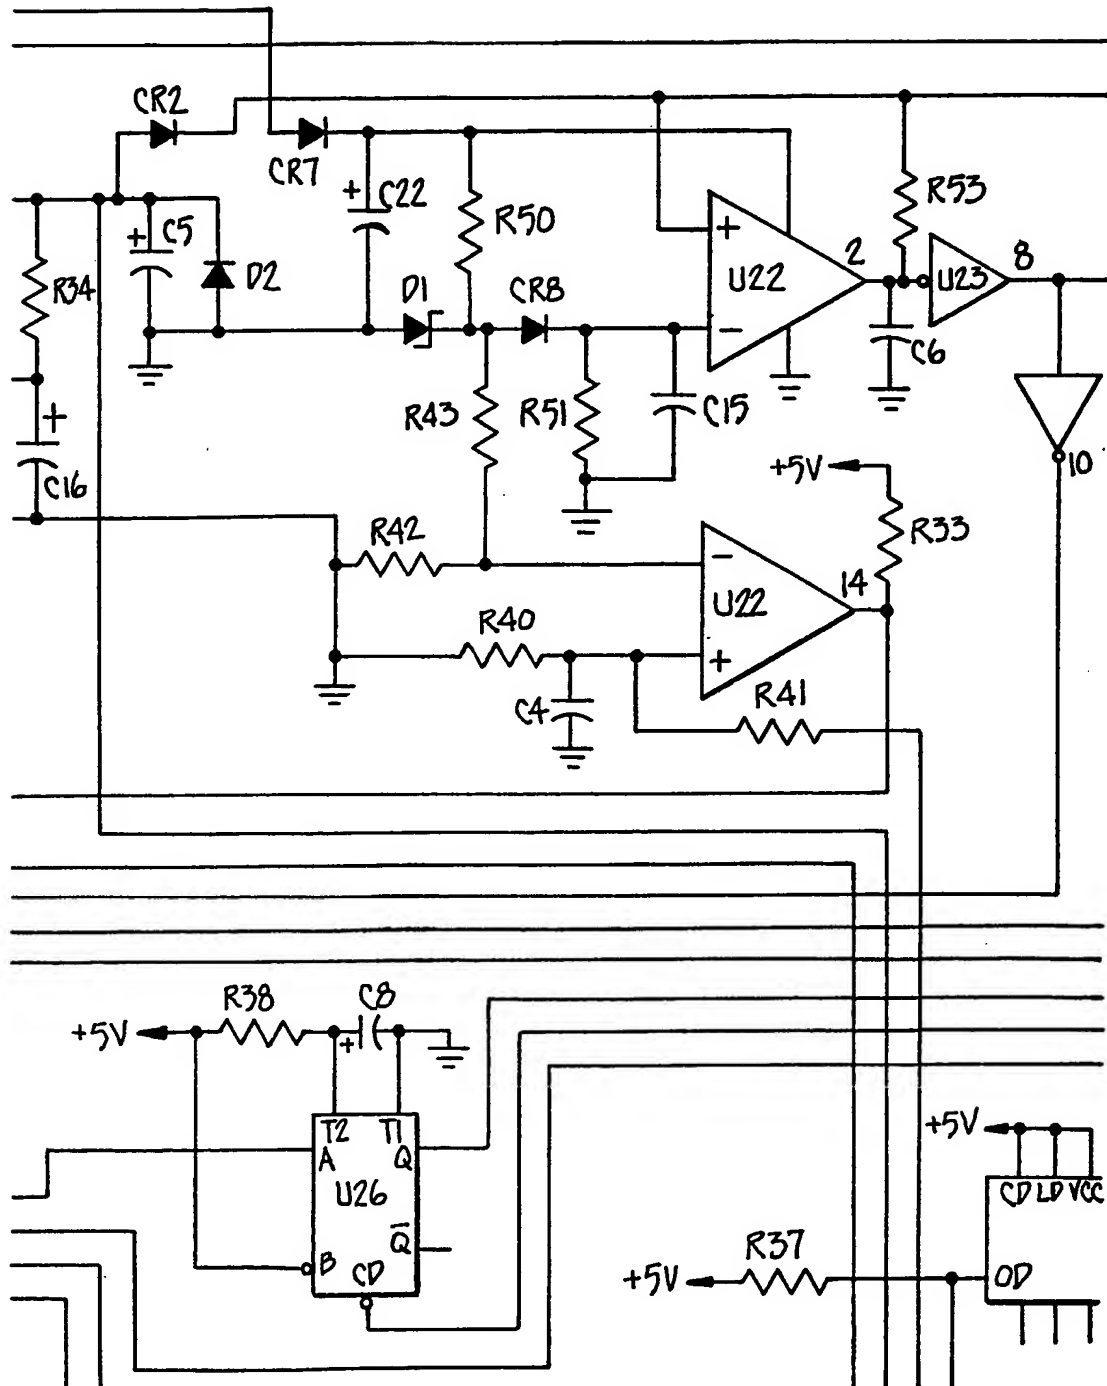 CR2
CR7
+ C22
R50
R53
+ C5
R34
D2
D1
CR8
+
U22
2
U23
8
−
C6
R43
R51
C15
+
C16
+5V
10
R42
R33
−
U22
14
R40
+
C4
R41
R38
C8
+5V
+
T2 T1
A Q
U26
Q̅
B
CD
+5V
CD LD VCC
R37
+5V
OD